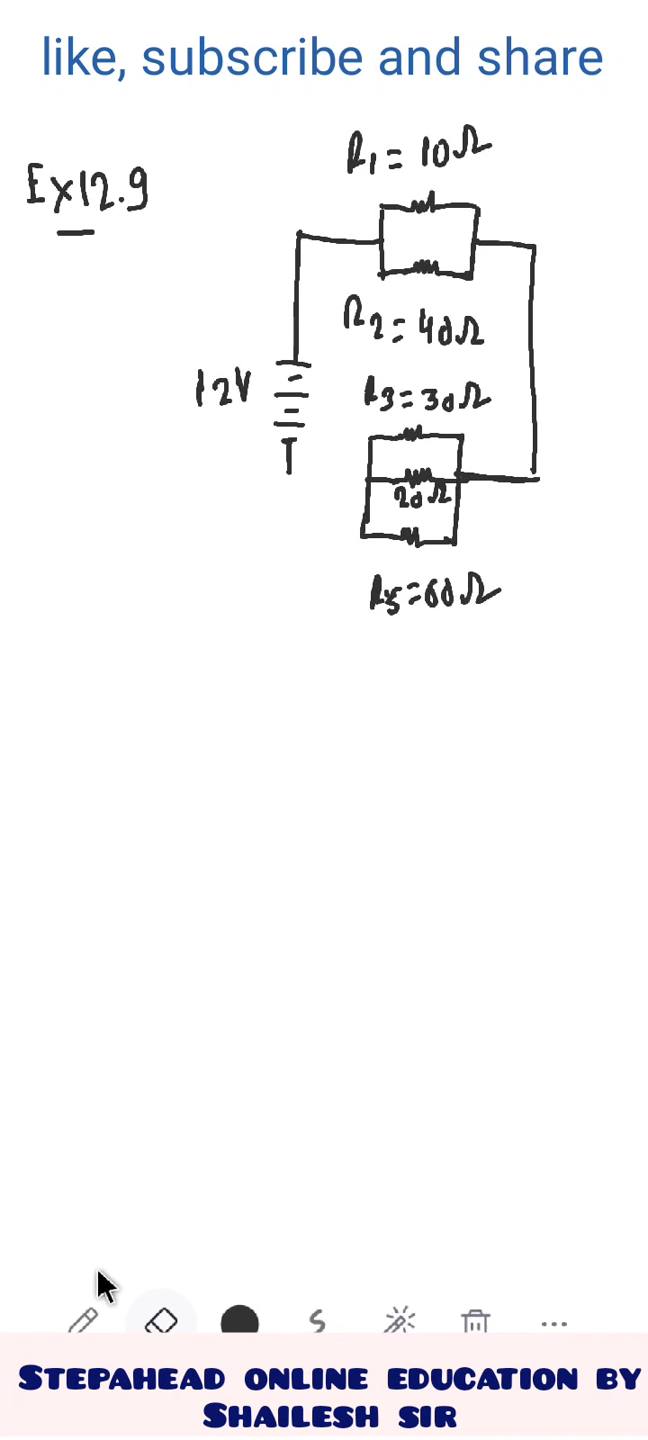 like, subscribe and share
R1 = 10Ω
Ex12.9
R2 = 40Ω
12V
R3 = 30Ω
20Ω
R5 = 60Ω
STEPAHEAD ONLINE EDUCATION BY
SHAILESH SIR